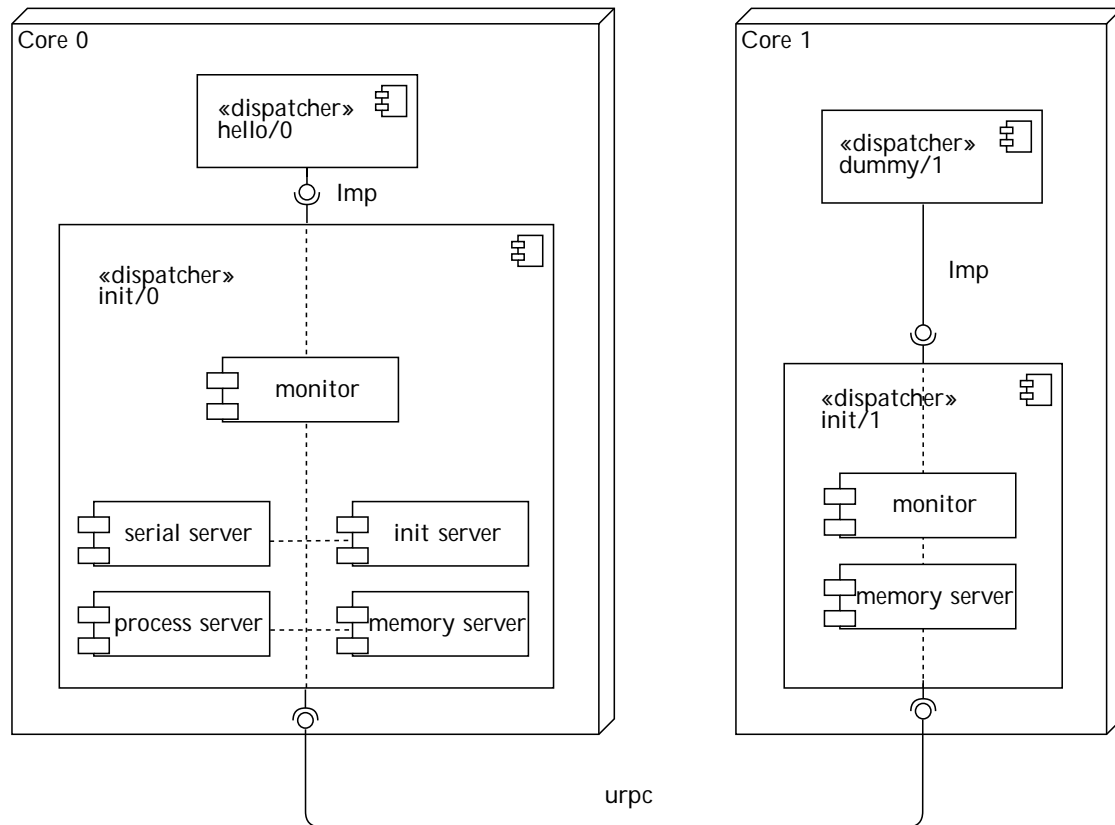 Core 0
«dispatcher»
hello/0
lmp
«dispatcher»
init/0
monitor
serial server
init server
process server
memory server
Core 1
«dispatcher»
dummy/1
lmp
«dispatcher»
init/1
monitor
memory server
urpc